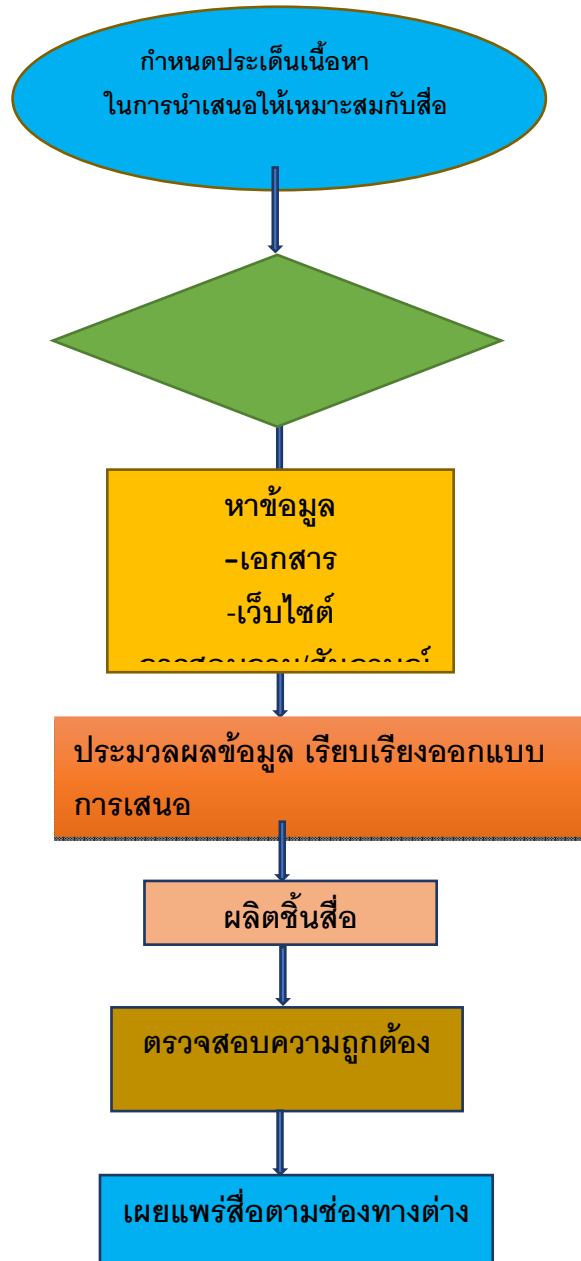 กำหนดประเด็นเนื้อหา
ในการนำเสนอให้เหมาะสมกับสื่อ
หาข้อมูล
–เอกสาร
-เว็บไซต์
ประมวลผลข้อมูล เรียบเรียงออกแบบ
การเสนอ
ผลิตชิ้นสื่อ
ตรวจสอบความถูกต้อง
เผยแพร่สื่อตามช่องทางต่าง